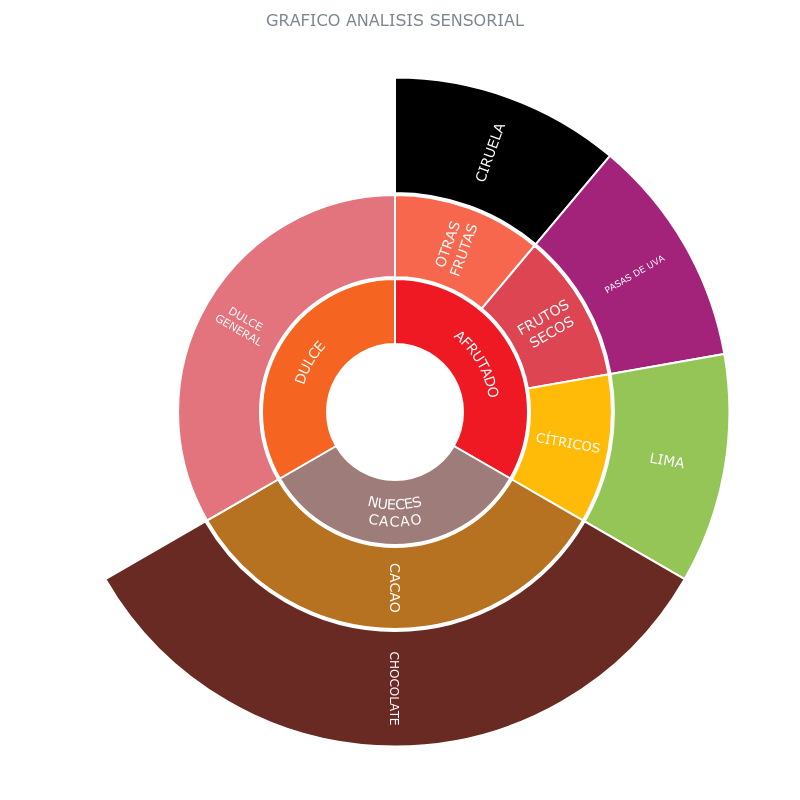 GRAFICO ANALISIS SENSORIAL
CIRUELA
OTRAS
FRUTAS
PASAS DE UVA
FRUTOS
SECOS
AFRUTADO
CÍTRICOS
LIMA
DULCE
DULCE
GENERAL
NUECES
CACAO
CACAO
CHOCOLATE